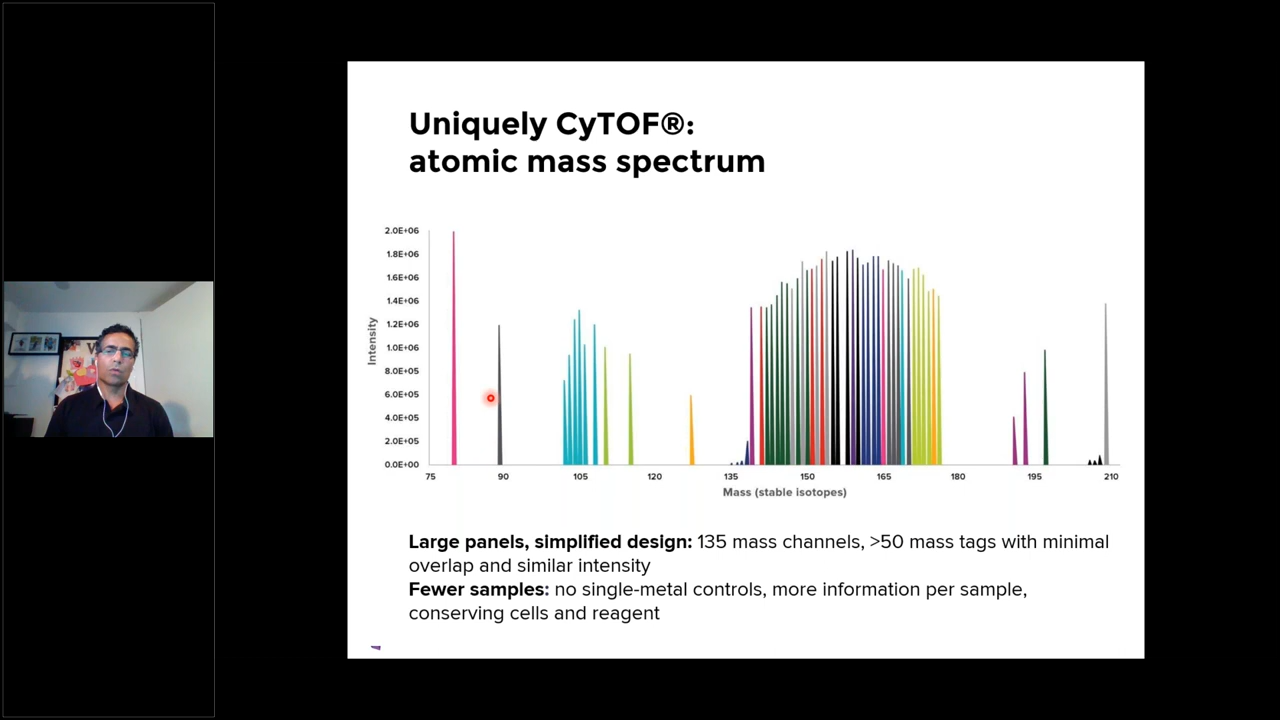 Uniquely CyTOF®:
atomic mass spectrum
2.0E+06
1.8E+06
1.6E+06
1.4E+06
1.2E+06
1.0E+06
8.0E+05
6.0E+05
4.0E+05
2.0E+05
0.0E+00
Intensity
75 90 105 120 135 150 165 180 195 210
Mass (stable isotopes)
Large panels, simplified design: 135 mass channels, >50 mass tags with minimal
overlap and similar intensity
Fewer samples: no single-metal controls, more information per sample,
conserving cells and reagent